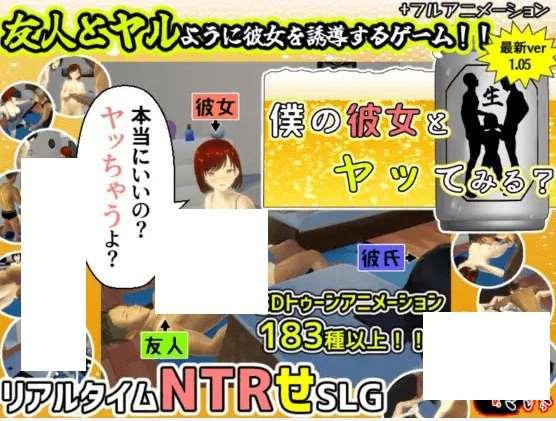 +フルアニメーション
友人とヤルように彼女を誘導するゲーム!!
最新ver
1.05
彼女
本当にいいの?
ヤッちゃうよ?
生
僕の彼女と
ヤッてみる?
彼氏
Dトゥーンアニメーション
183種以上!!
友人
リアルタイムNTRせSLG